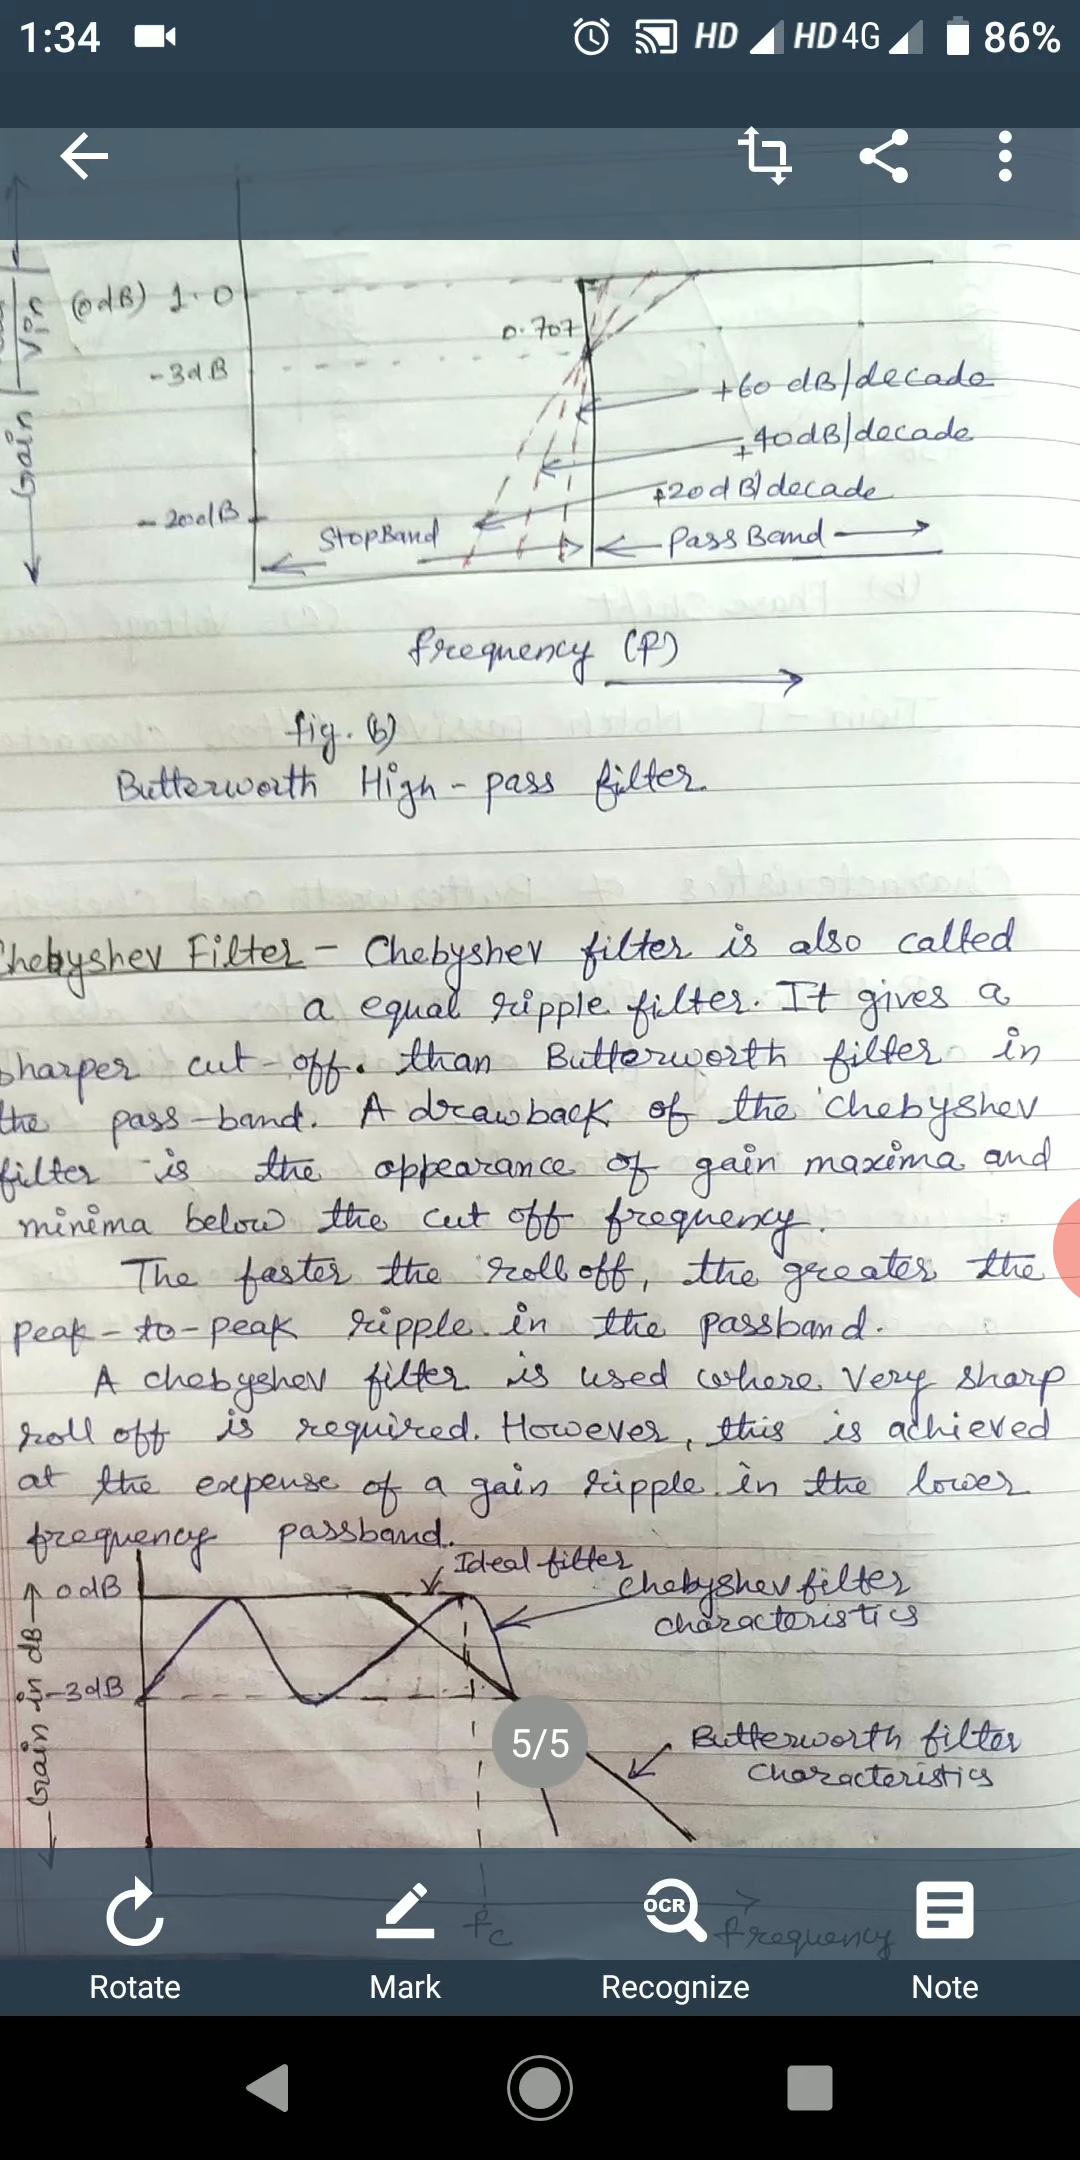 1:34
HD HD 4G 86%
(0dB) 1.0
0.707
-3dB
+60 dB/decade
+40dB/decade
+20dB/decade
-20dB
StopBand
Pass Band
Gain
Vin
frequency (f)
fig. (b)
Butterworth High-pass filter.
Chebyshev Filter - Chebyshev filter is also called
a equal ripple filter. It gives a
sharper cut-off. than Butterworth filter in
the pass-band. A drawback of the chebyshev
filter is the appearance of gain maxima and
minima below the cut off frequency.
The faster the roll off, the greater the
peak-to-peak ripple in the passband.
A chebyshev filter is used where very sharp
roll off is required. However, this is achieved
at the expense of a gain ripple in the lower
frequency passband.
Ideal filter
0dB
chebyshev filter
characteristics
-3dB
Gain in dB
5/5
Butterworth filter
characteristics
fc
frequency
OCR
Rotate
Mark
Recognize
Note